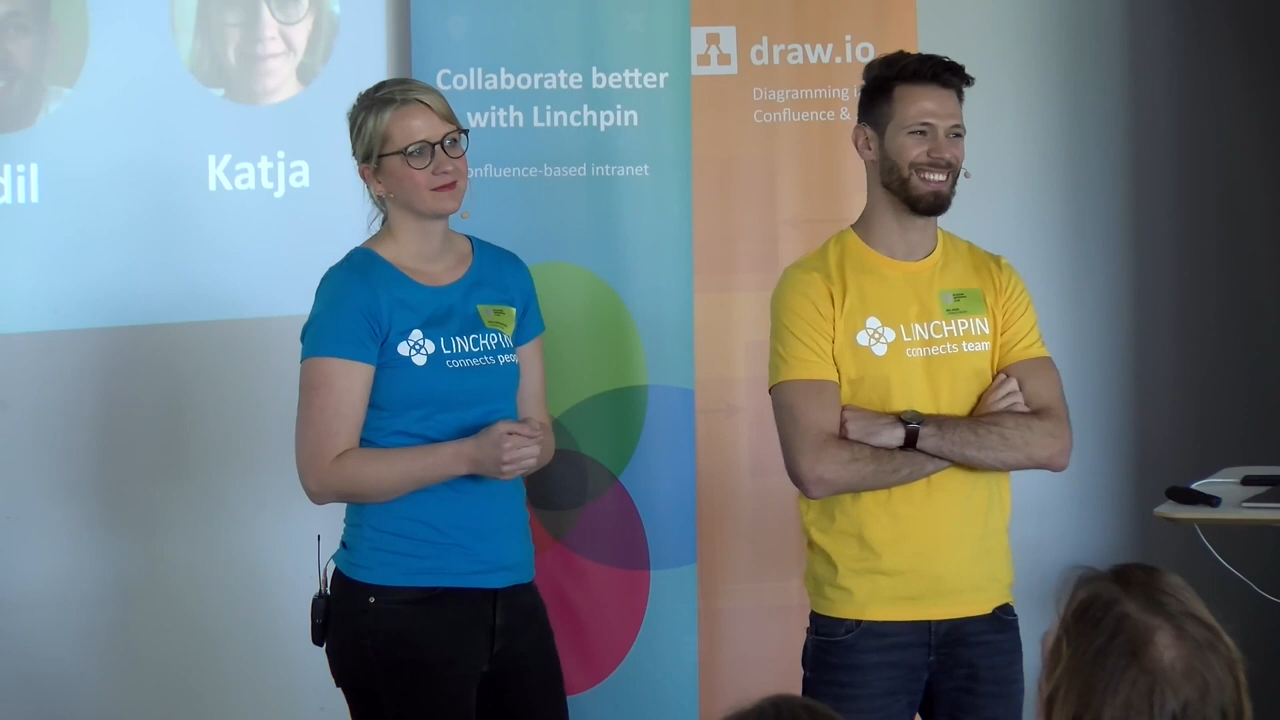 dil
Katja
Collaborate better
with Linchpin
onfluence-based intranet
draw.io
Diagramming i
Confluence &
LINCHPIN
connects peop
LINCHPIN
connects team